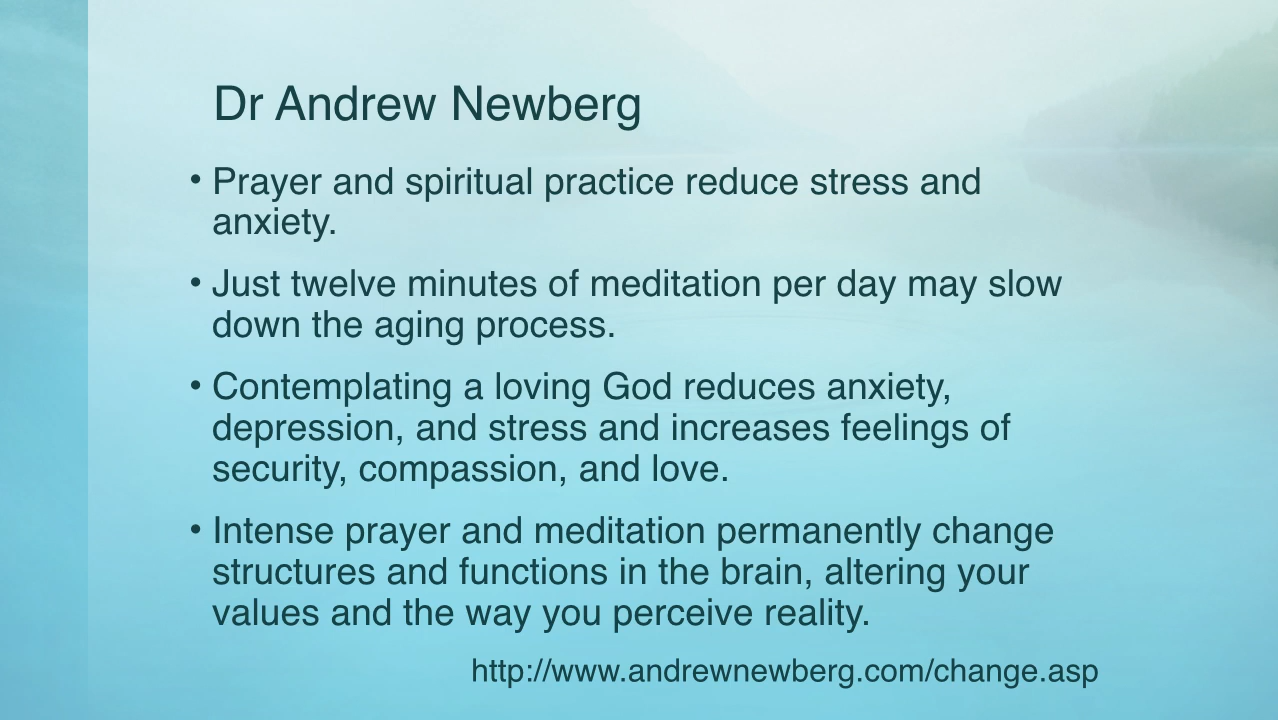 Dr Andrew Newberg
• Prayer and spiritual practice reduce stress and
anxiety.
• Just twelve minutes of meditation per day may slow
down the aging process.
• Contemplating a loving God reduces anxiety,
depression, and stress and increases feelings of
security, compassion, and love.
• Intense prayer and meditation permanently change
structures and functions in the brain, altering your
values and the way you perceive reality.
http://www.andrewnewberg.com/change.asp